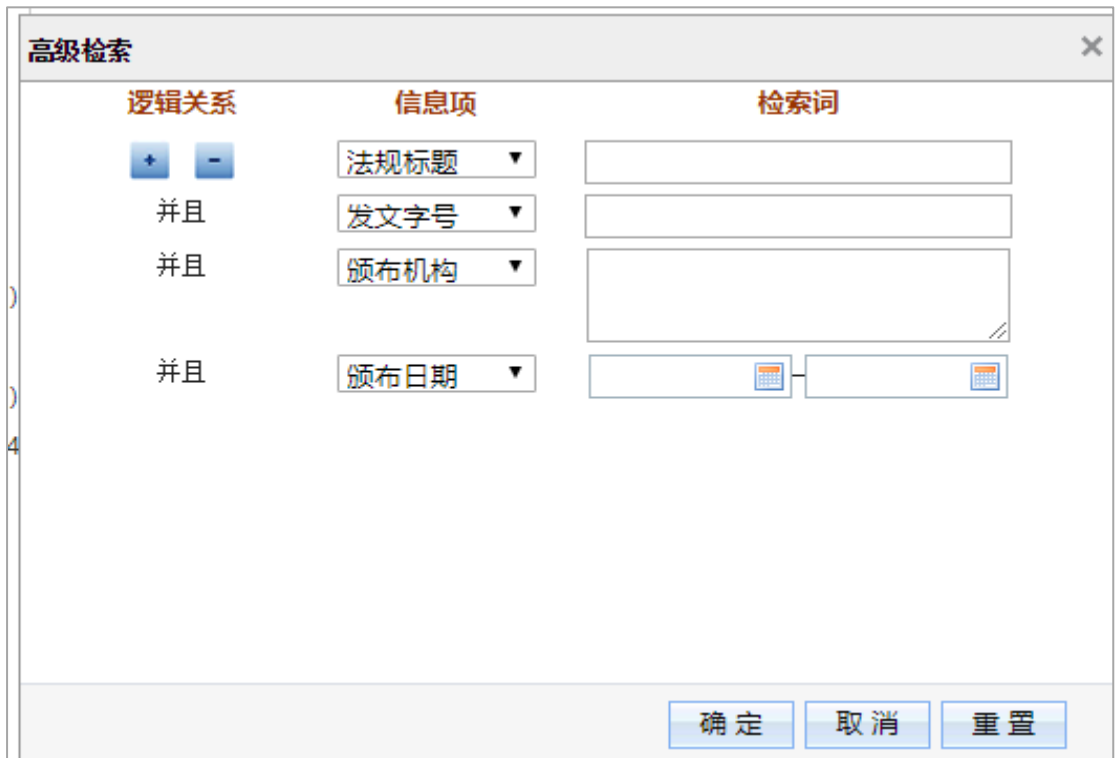 高级检索 ×
逻辑关系 信息项 检索词
+ - 法规标题 ▼
并且 发文字号 ▼
并且 颁布机构 ▼
)
并且 颁布日期 ▼ –
)
4
确定 取消 重置